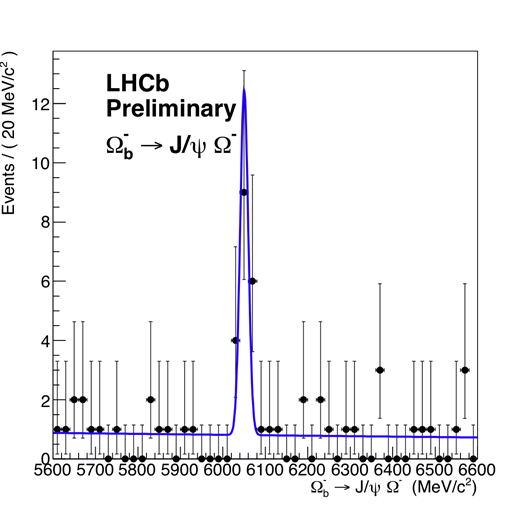 LHCb
Preliminary
Ω_b^- → J/ψ Ω^-
Events / ( 20 MeV/c² )
12
10
8
6
4
2
0
5600 5700 5800 5900 6000 6100 6200 6300 6400 6500 6600
Ω_b^- → J/ψ Ω^- (MeV/c²)